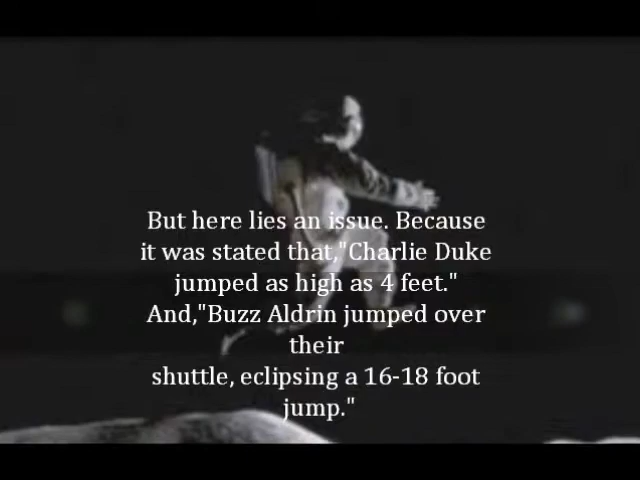 But here lies an issue. Because
it was stated that,"Charlie Duke
jumped as high as 4 feet."
And,"Buzz Aldrin jumped over
their
shuttle, eclipsing a 16-18 foot
jump."